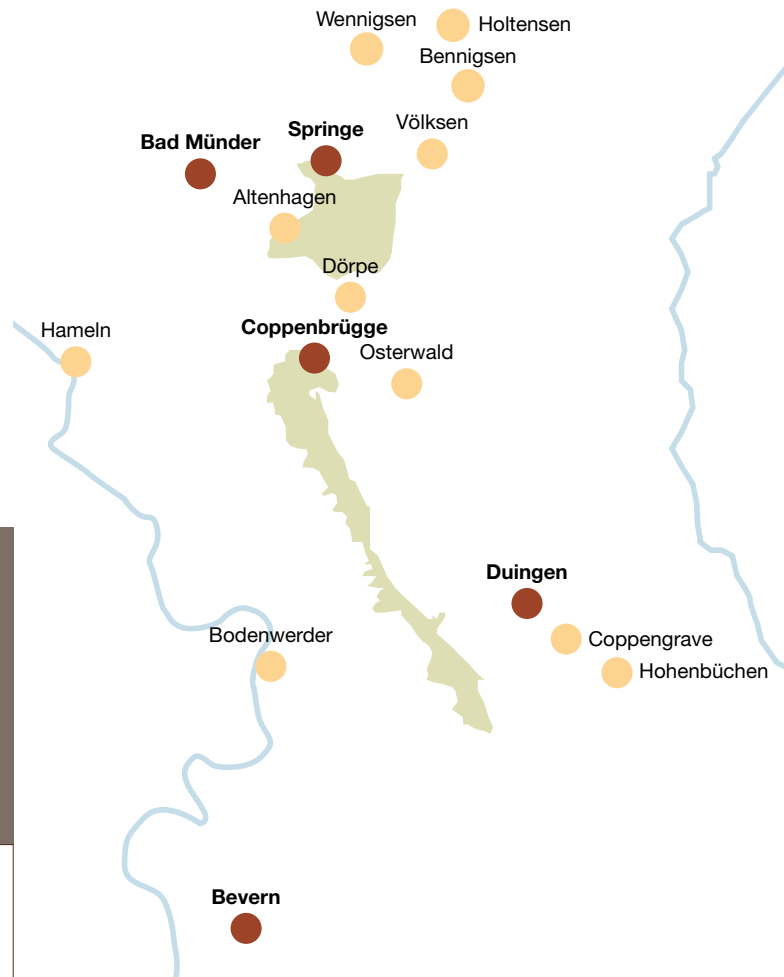 Wennigsen
Holtensen
Bennigsen
Völksen
Springe
Bad Münder
Altenhagen
Dörpe
Hameln
Coppenbrügge
Osterwald
Duingen
Bodenwerder
Coppengrave
Hohenbüchen
Bevern